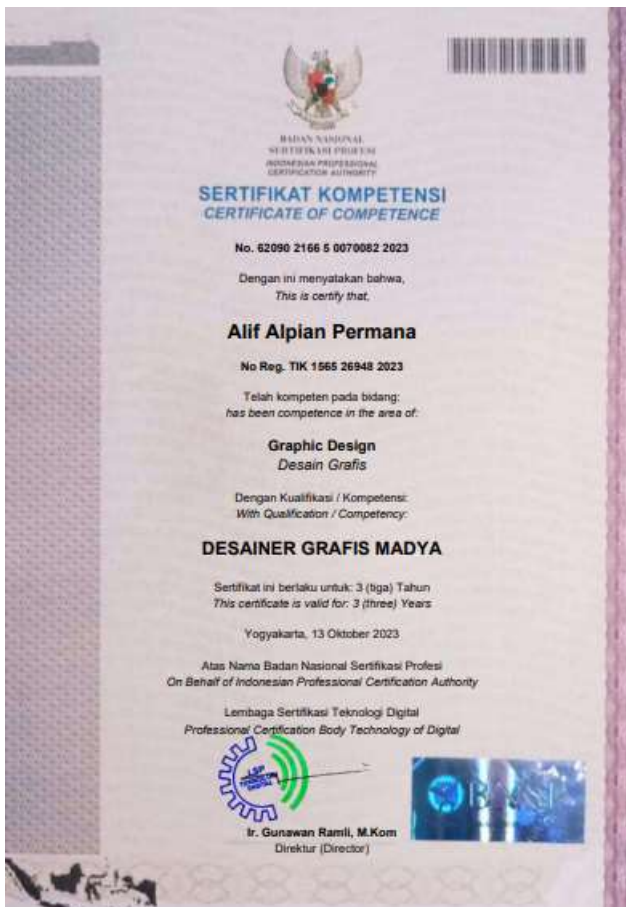 BADAN NASIONAL
SERTIFIKASI PROFESI
INDONESIAN PROFESSIONAL
CERTIFICATION AUTHORITY
SERTIFIKAT KOMPETENSI
CERTIFICATE OF COMPETENCE
No. 62090 2166 5 0070082 2023
Dengan ini menyatakan bahwa,
This is certify that,
Alif Alpian Permana
No Reg. TIK 1565 26948 2023
Telah kompeten pada bidang:
has been competence in the area of:
Graphic Design
Desain Grafis
Dengan Kualifikasi / Kompetensi:
With Qualification / Competency:
DESAINER GRAFIS MADYA
Sertifikat ini berlaku untuk: 3 (tiga) Tahun
This certificate is valid for: 3 (three) Years
Yogyakarta, 13 Oktober 2023
Atas Nama Badan Nasional Sertifikasi Profesi
On Behalf of Indonesian Professional Certification Authority
Lembaga Sertifikasi Teknologi Digital
Professional Certification Body Technology of Digital
LSP
DIGITAL
BNSP
Ir. Gunawan Ramli, M.Kom
Direktur (Director)